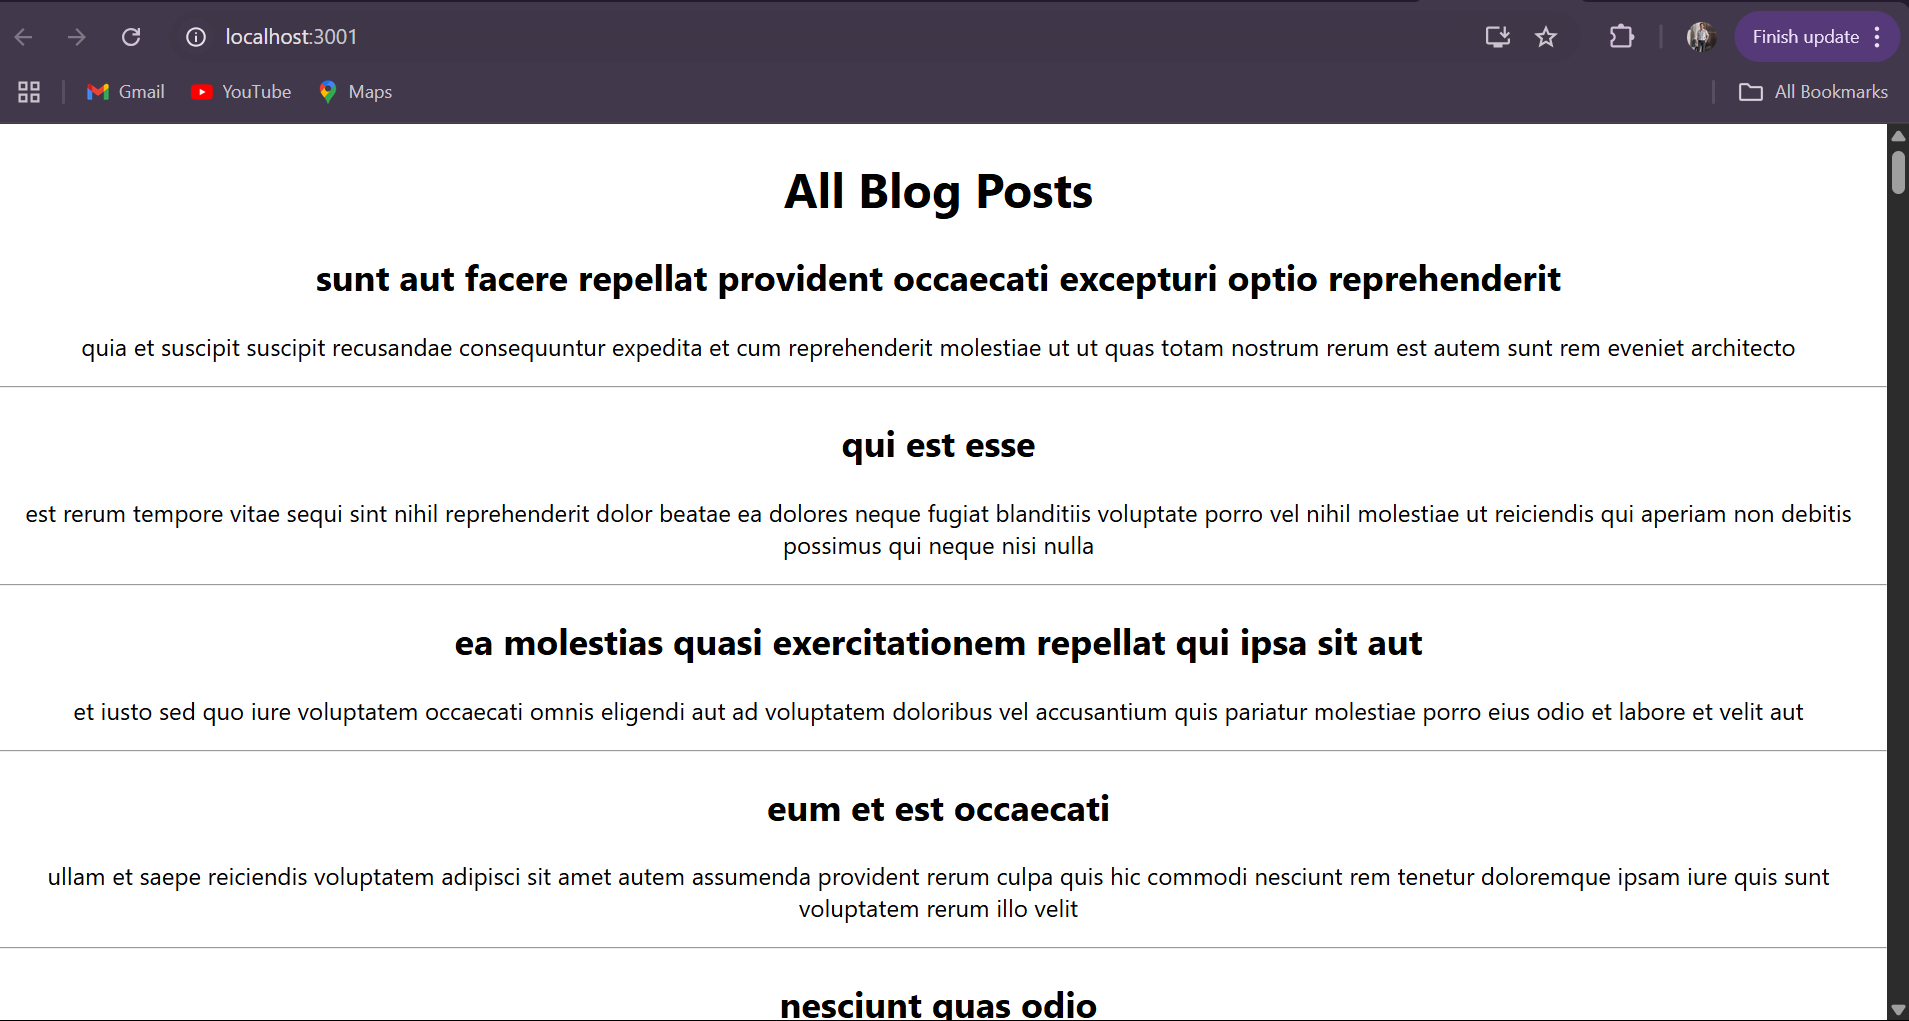 localhost:3001
Finish update
Gmail
YouTube
Maps
All Bookmarks
All Blog Posts
sunt aut facere repellat provident occaecati excepturi optio reprehenderit
quia et suscipit suscipit recusandae consequuntur expedita et cum reprehenderit molestiae ut ut quas totam nostrum rerum est autem sunt rem eveniet architecto
qui est esse
est rerum tempore vitae sequi sint nihil reprehenderit dolor beatae ea dolores neque fugiat blanditiis voluptate porro vel nihil molestiae ut reiciendis qui aperiam non debitis
possimus qui neque nisi nulla
ea molestias quasi exercitationem repellat qui ipsa sit aut
et iusto sed quo iure voluptatem occaecati omnis eligendi aut ad voluptatem doloribus vel accusantium quis pariatur molestiae porro eius odio et labore et velit aut
eum et est occaecati
ullam et saepe reiciendis voluptatem adipisci sit amet autem assumenda provident rerum culpa quis hic commodi nesciunt rem tenetur doloremque ipsam iure quis sunt
voluptatem rerum illo velit
nesciunt quas odio